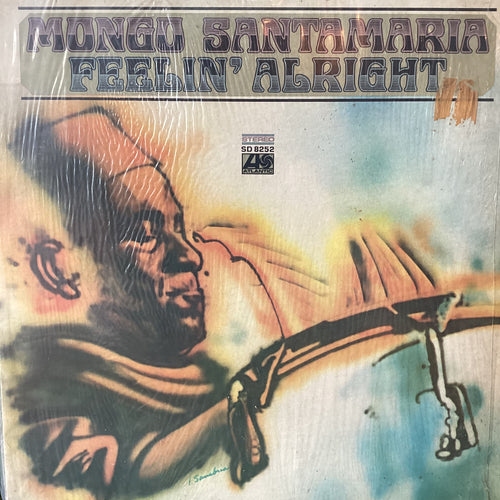 MONGO SANTAMARIA
FEELIN' ALRIGHT
STEREO
SD 8252
ATLANTIC